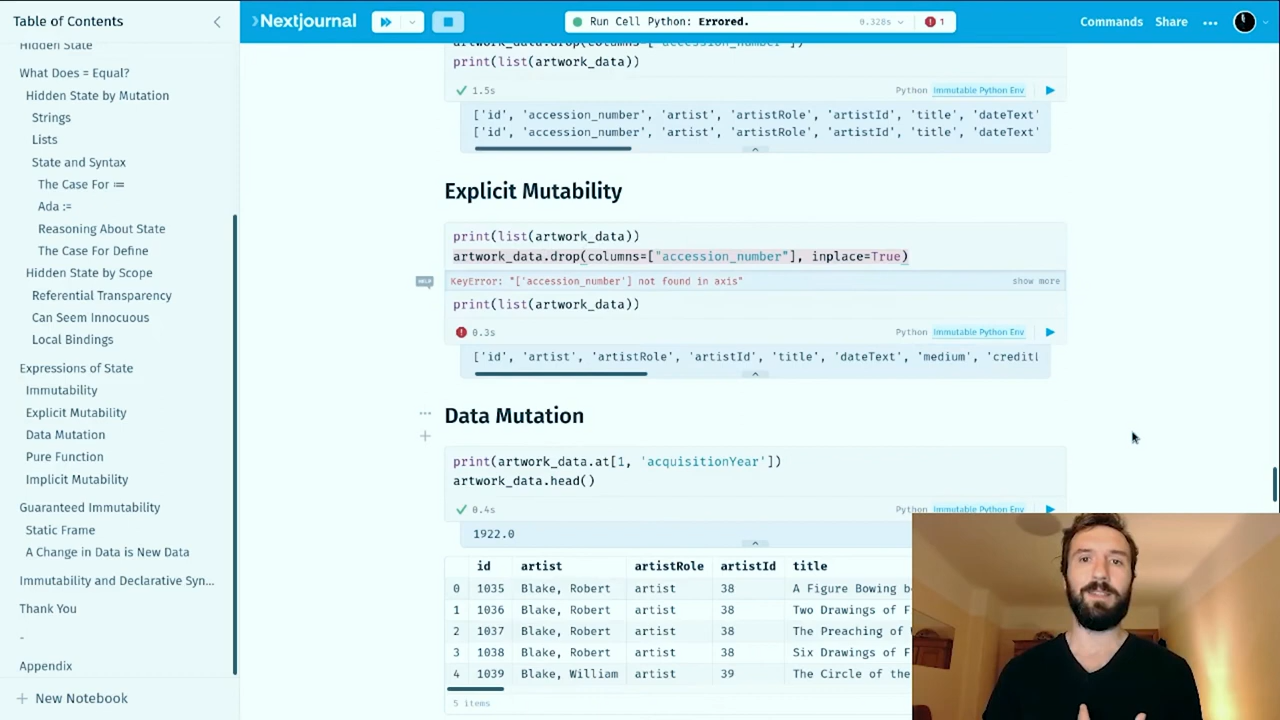 Table of Contents
Hidden State
What Does = Equal?
Hidden State by Mutation
Strings
Lists
State and Syntax
The Case For ≔
Ada :=
Reasoning About State
The Case For Define
Hidden State by Scope
Referential Transparency
Can Seem Innocuous
Local Bindings
Expressions of State
Immutability
Explicit Mutability
Data Mutation
Pure Function
Implicit Mutability
Guaranteed Immutability
Static Frame
A Change in Data is New Data
Immutability and Declarative Syn...
Thank You
-
Appendix
New Notebook
Nextjournal
Run Cell Python: Errored. 0.328s 1
Commands Share
artwork_data.drop(columns=["accession_number"])
print(list(artwork_data))
1.5s Python Immutable Python Env
['id', 'accession_number', 'artist', 'artistRole', 'artistId', 'title', 'dateText'
['id', 'accession_number', 'artist', 'artistRole', 'artistId', 'title', 'dateText'
Explicit Mutability
print(list(artwork_data))
artwork_data.drop(columns=["accession_number"], inplace=True)
HELP KeyError: "['accession_number'] not found in axis" show more
print(list(artwork_data))
0.3s Python Immutable Python Env
['id', 'artist', 'artistRole', 'artistId', 'title', 'dateText', 'medium', 'creditL
Data Mutation
print(artwork_data.at[1, 'acquisitionYear'])
artwork_data.head()
0.4s Python Immutable Python Env
1922.0
id artist artistRole artistId title
0 1035 Blake, Robert artist 38 A Figure Bowing b
1 1036 Blake, Robert artist 38 Two Drawings of F
2 1037 Blake, Robert artist 38 The Preaching of
3 1038 Blake, Robert artist 38 Six Drawings of F
4 1039 Blake, William artist 39 The Circle of the
5 items